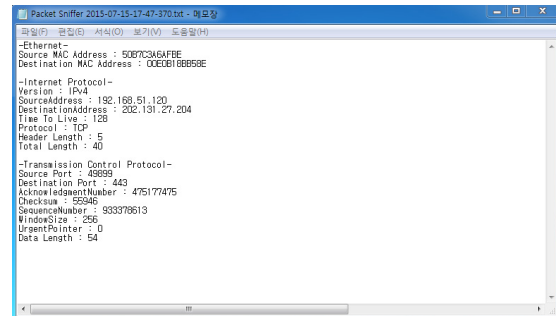 Packet Sniffer 2015-07-15-17-47-370.txt - 메모장
파일(F) 편집(E) 서식(O) 보기(V) 도움말(H)
-Ethernet-
Source MAC Address : 50B7C3A6AFBE
Destination MAC Address : 00E0B18BB58E

-Internet Protocol-
Version : IPv4
SourceAddress : 192.168.51.120
DestinationAddress : 202.131.27.204
Time To Live : 128
Protocol : TCP
Header Length : 5
Total Length : 40

-Transmission Control Protocol-
Source Port : 49899
Destination Port : 443
AcknowledgmentNumber : 475177475
Checksum : 55946
SequenceNumber : 933378613
WindowSize : 256
UrgentPointer : 0
Data Length : 54